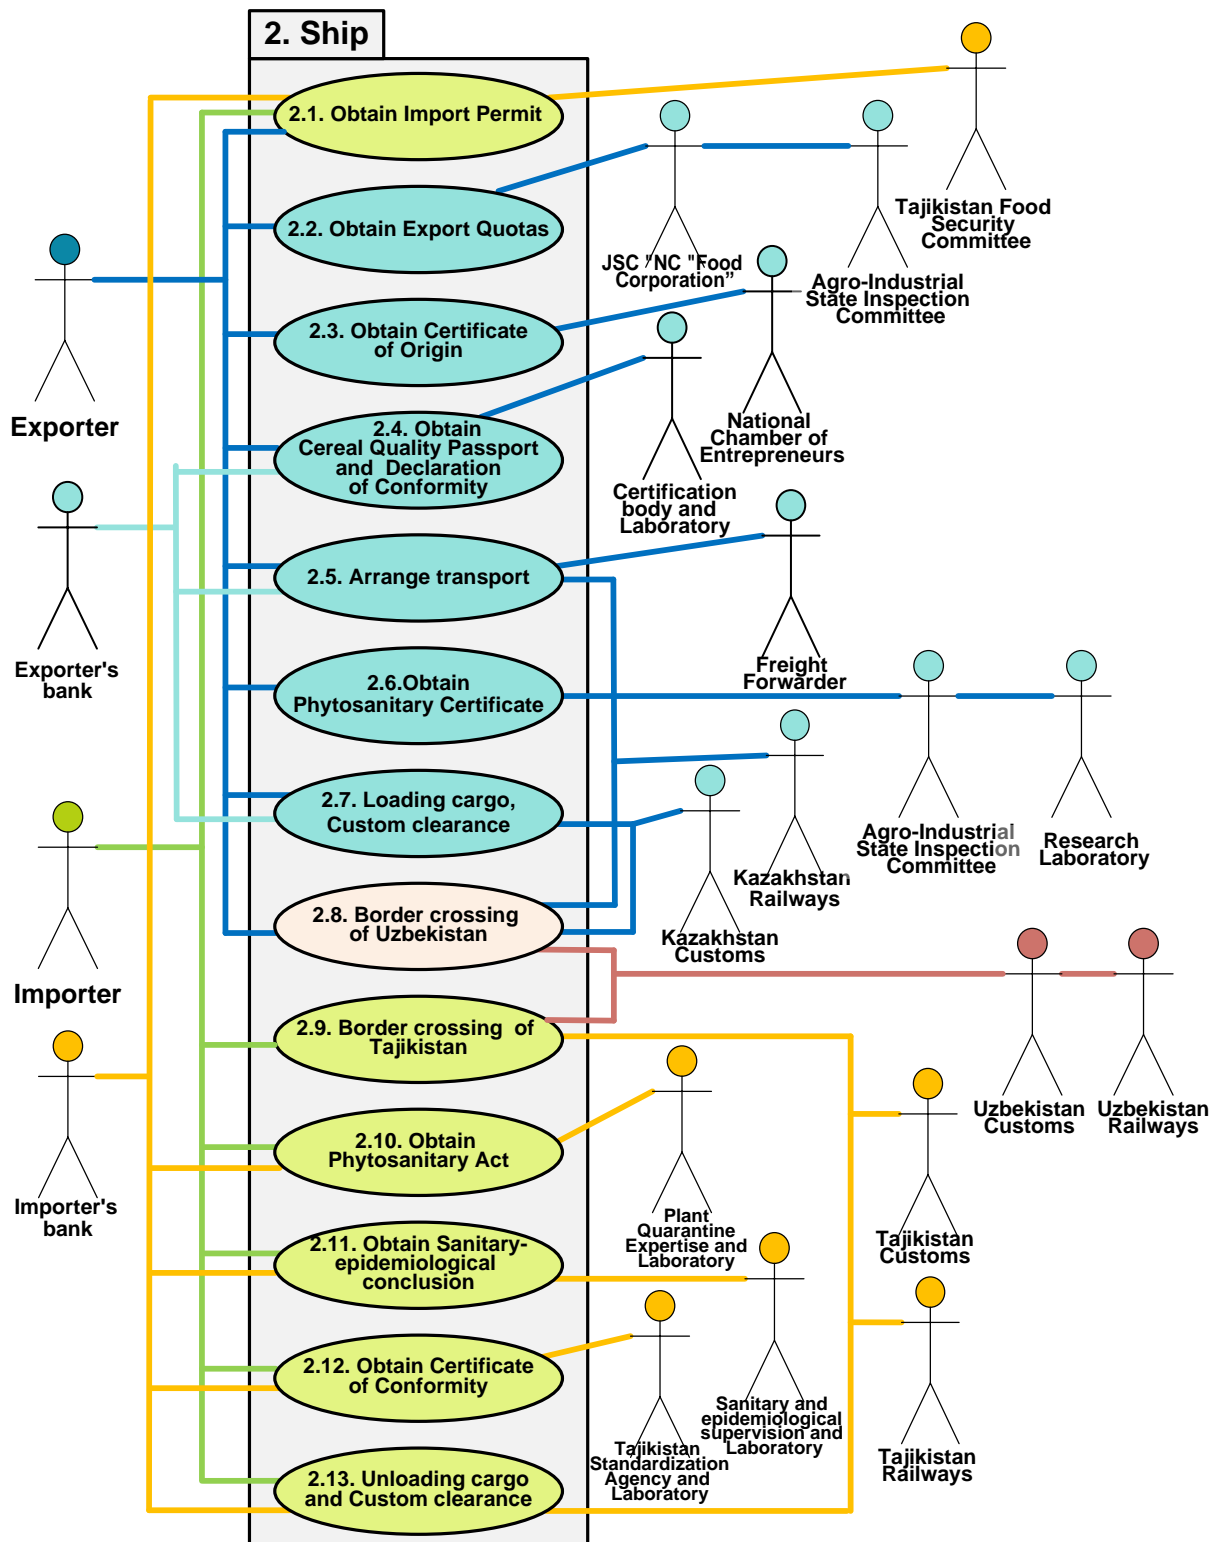 2. Ship
2.1. Obtain Import Permit
2.2. Obtain Export Quotas
2.3. Obtain Certificate
of Origin
2.4. Obtain
Cereal Quality Passport
and Declaration
of Conformity
2.5. Arrange transport
2.6.Obtain
Phytosanitary Certificate
2.7. Loading cargo,
Custom clearance
2.8. Border crossing
of Uzbekistan
2.9. Border crossing of
Tajikistan
2.10. Obtain
Phytosanitary Act
2.11. Obtain Sanitary-
epidemiological
conclusion
2.12. Obtain Certificate
of Conformity
2.13. Unloading cargo
and Custom clearance
Exporter
Exporter's
bank
Importer
Importer's
bank
Tajikistan Food
Security
Committee
JSC "NC "Food
Corporation”
Agro-Industrial
State Inspection
Committee
National
Chamber of
Entrepreneurs
Certification
body and
Laboratory
Freight
Forwarder
Agro-Industrial
State Inspection
Committee
Research
Laboratory
Kazakhstan
Railways
Kazakhstan
Customs
Uzbekistan
Customs
Uzbekistan
Railways
Plant
Quarantine
Expertise and
Laboratory
Tajikistan
Customs
Sanitary and
epidemiological
supervision and
Laboratory
Tajikistan
Standardization
Agency and
Laboratory
Tajikistan
Railways